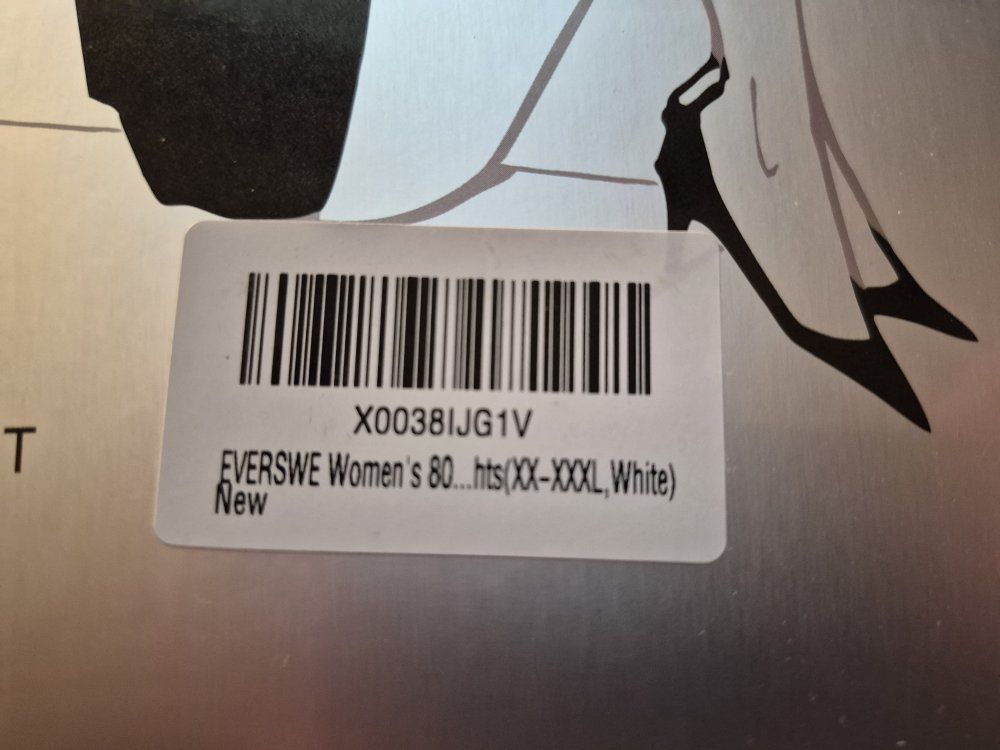 T
X0038IJG1V
EVERSWE Women's 80...hts(XX-XXXL,White)
New